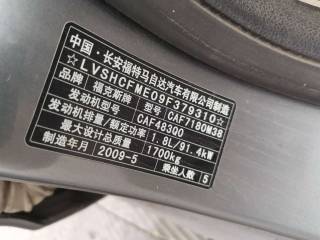 中国·长安福特马自达汽车有限公司制造
☆LVSHCFME09F379310☆
品牌 福克斯牌 型号 CAF7180M38
发动机型号 CAF483Q0
发动机排量/额定功率 1.8L/91.4kW
最大设计总质量 1700kg
制造年月 2009-5 乘坐人数 5